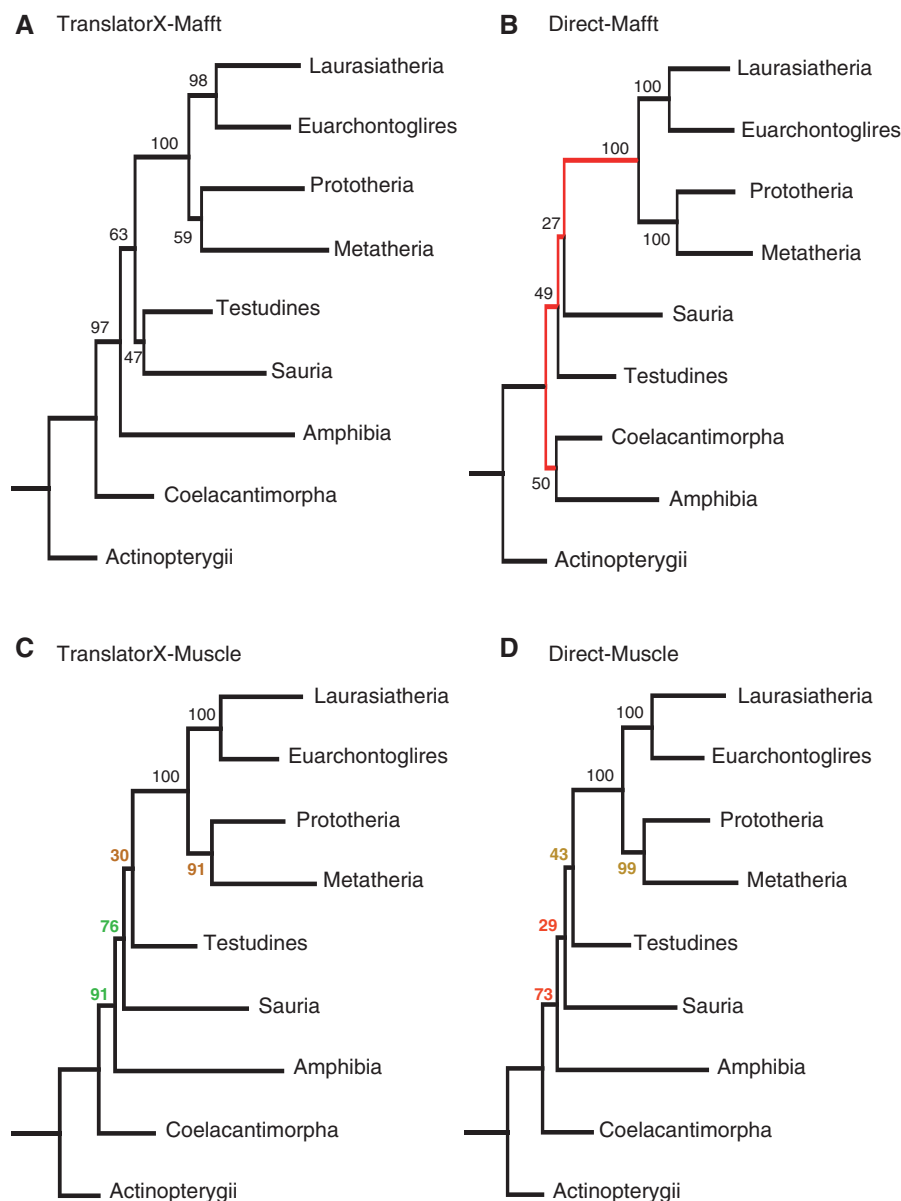 A TranslatorX-Mafft
98
Laurasiatheria
Euarchontoglires
100
Prototheria
59
Metatheria
63
Testudines
47
Sauria
97
Amphibia
Coelacantimorpha
Actinopterygii
B Direct-Mafft
100
Laurasiatheria
Euarchontoglires
100
Prototheria
100
Metatheria
27
Sauria
49
Testudines
Coelacantimorpha
50
Amphibia
Actinopterygii
C TranslatorX-Muscle
100
Laurasiatheria
Euarchontoglires
100
Prototheria
91
Metatheria
30
Testudines
76
Sauria
91
Amphibia
Coelacantimorpha
Actinopterygii
D Direct-Muscle
100
Laurasiatheria
Euarchontoglires
100
Prototheria
99
Metatheria
43
Testudines
29
Sauria
73
Amphibia
Coelacantimorpha
Actinopterygii